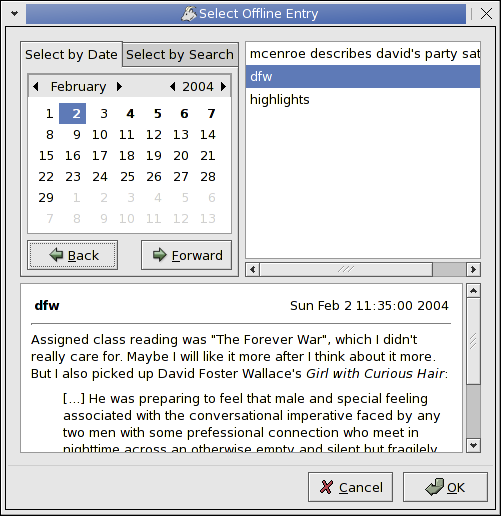 Select Offline Entry
Select by Date Select by Search
February 2004
1 2 3 4 5 6 7
8 9 10 11 12 13 14
15 16 17 18 19 20 21
22 23 24 25 26 27 28
29 1 2 3 4 5 6
7 8 9 10 11 12 13
Back Forward
mcenroe describes david's party sat
dfw
highlights
dfw Sun Feb 2 11:35:00 2004
Assigned class reading was "The Forever War", which I didn't
really care for. Maybe I will like it more after I think about it more.
But I also picked up David Foster Wallace's Girl with Curious Hair:
[...] He was preparing to feel that male and special feeling
associated with the conversational imperative faced by any
two men with some prefessional connection who meet in
nighttime across an otherwise empty and silent but fragilely
Cancel OK